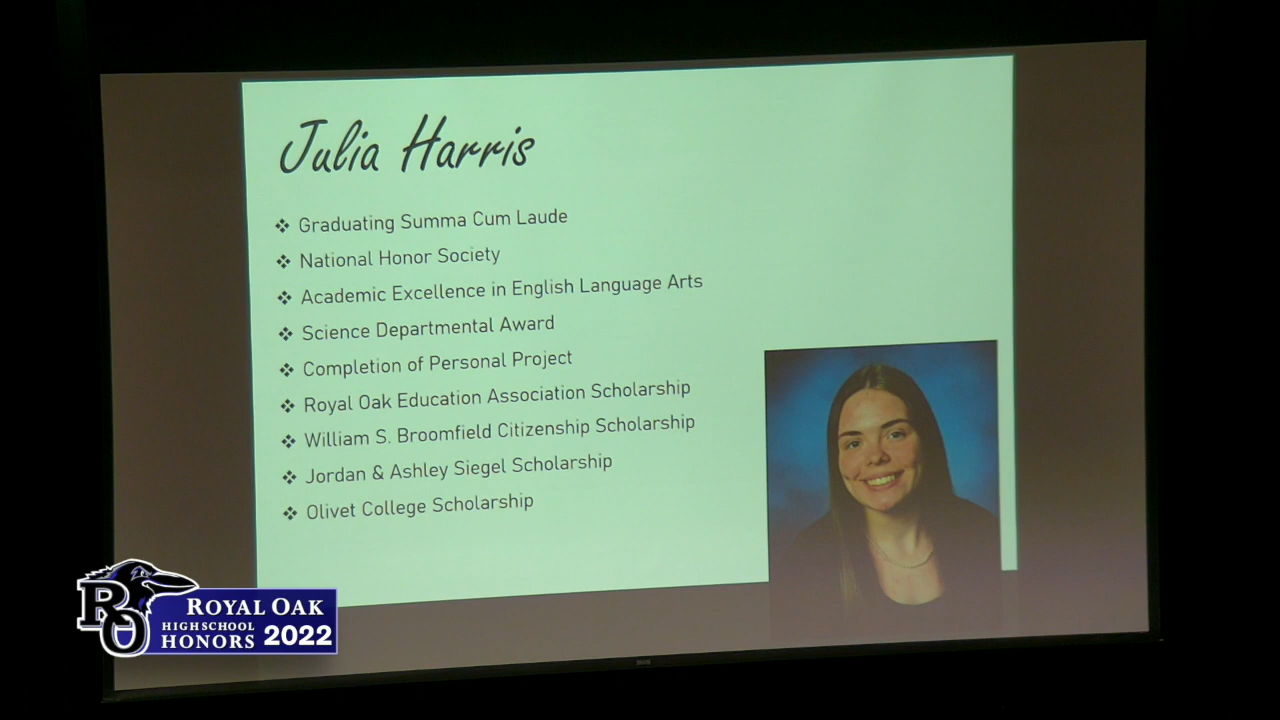 Julia Harris
❖ Graduating Summa Cum Laude
❖ National Honor Society
❖ Academic Excellence in English Language Arts
❖ Science Departmental Award
❖ Completion of Personal Project
❖ Royal Oak Education Association Scholarship
❖ William S. Broomfield Citizenship Scholarship
❖ Jordan & Ashley Siegel Scholarship
❖ Olivet College Scholarship
RO
ROYAL OAK
HIGH SCHOOL
HONORS 2022